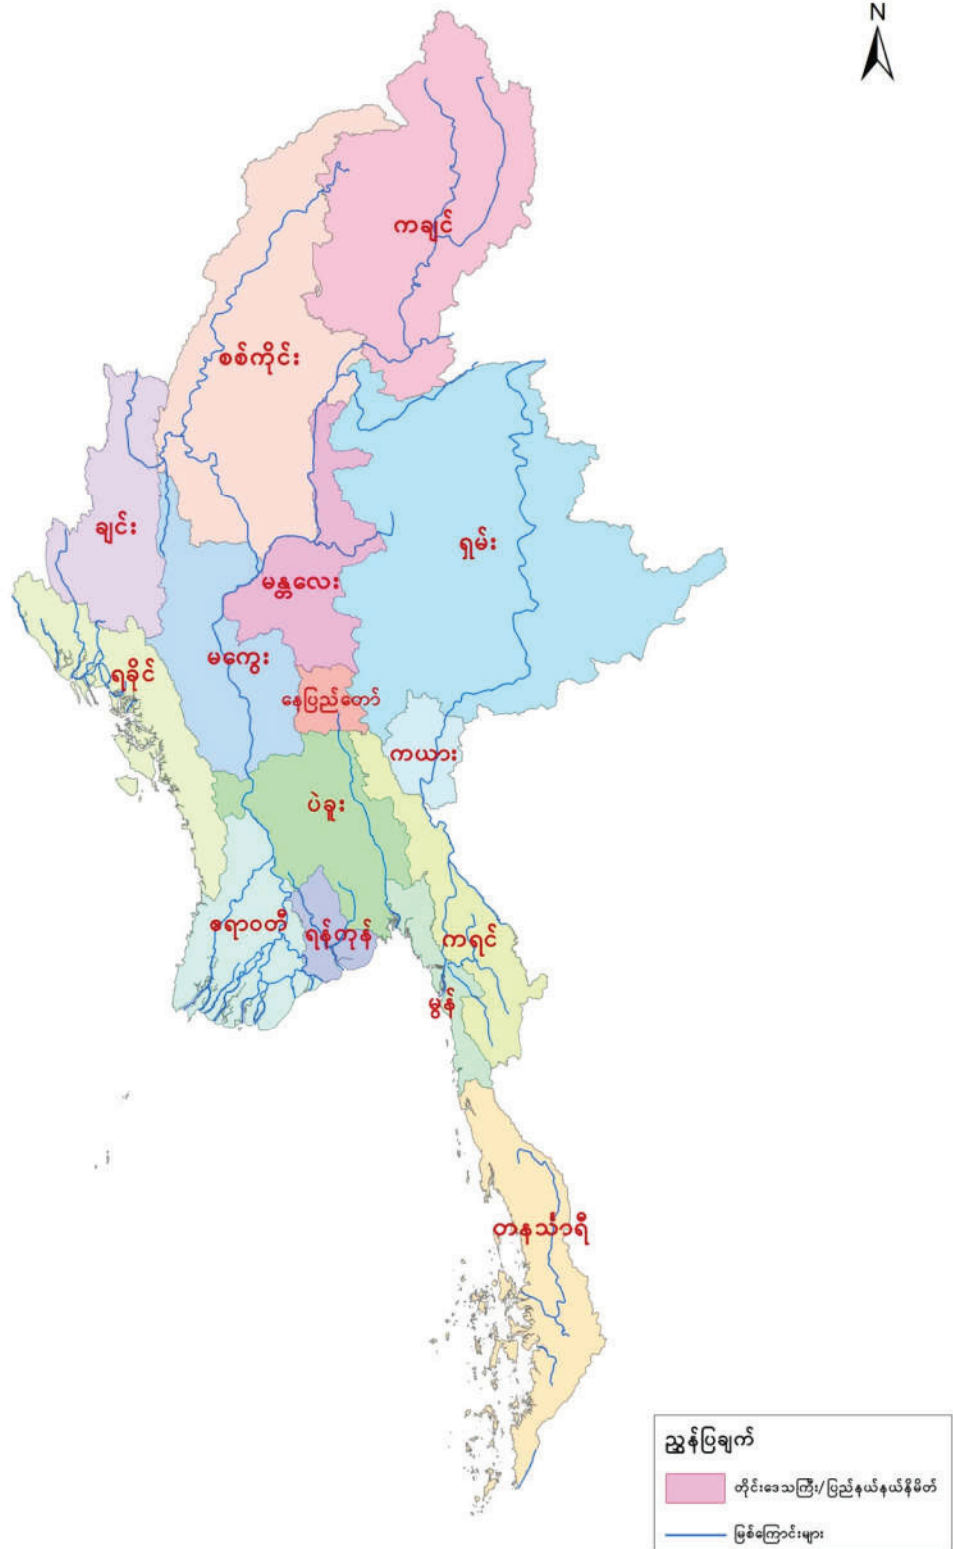 N
ကချင်
စစ်ကိုင်း
ချင်း
ရှမ်း
မန္တလေး
မကွေး
ရခိုင်
နေပြည်တော်
ကယား
ပဲခူး
ဧရာဝတီ
ရန်ကုန်
ကရင်
မွန်
တနင်္သာရီ
ညွှန်ပြချက်
တိုင်းဒေသကြီး/ပြည်နယ်နယ်နိမိတ်
မြစ်ကြောင်းများ